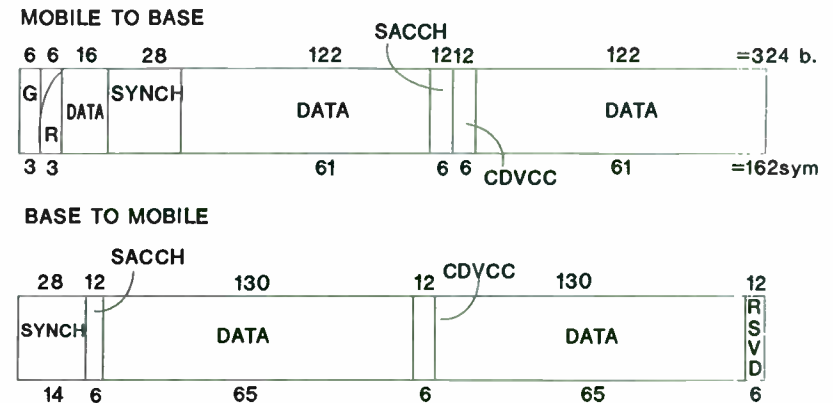 MOBILE TO BASE
SACCH
6 6 16 28 122 12 12 122 =324 b.
G R DATA SYNCH DATA DATA
3 3 61 6 6 61 =162sym
CDVCC
BASE TO MOBILE
SACCH
CDVCC
28 12 130 12 130 12
SYNCH DATA DATA RSVD
14 6 65 6 65 6